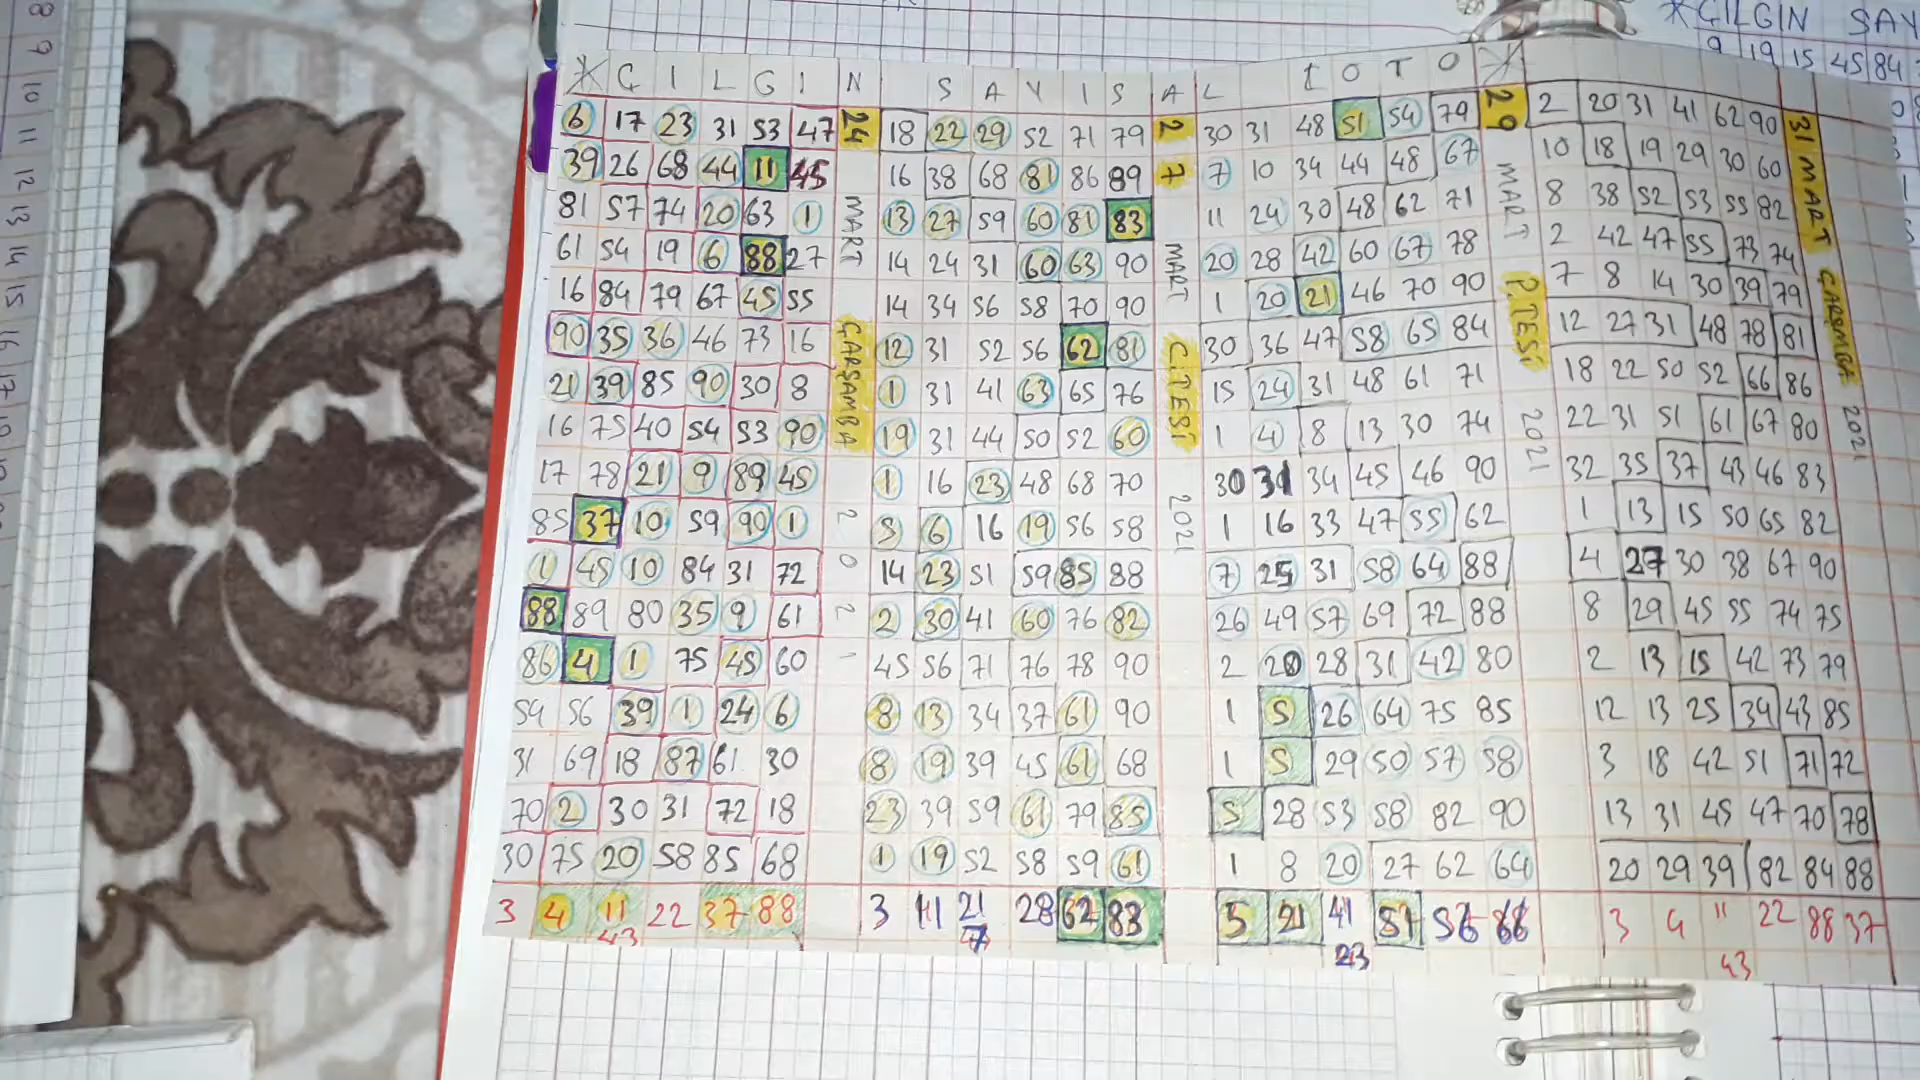 * ÇILGIN SAY
9 19 15 45 84
* Ç I L G I N S A Y I S A L L O T O *
6 17 23 31 53 47 24 18 22 29 52 71 79 2 30 31 48 51 54 79 29 2 20 31 41 62 90 31
39 26 68 44 11 45 16 38 68 81 86 89 7 7 10 34 44 48 67 10 18 19 29 30 60
81 57 74 20 63 1 MART 13 27 59 60 81 83 11 24 30 48 62 71 MART 8 38 52 53 55 82 MART
61 54 19 6 88 27 14 24 31 60 63 90 MART 20 28 42 60 67 78 2 42 47 55 73 74
16 84 79 67 45 55 14 34 56 58 70 90 1 20 21 46 70 90 P.TESİ 7 8 14 30 39 79 ÇARŞMBA
90 35 36 46 73 16 ÇARŞAMBA 12 31 52 56 62 81 C.TESİ 30 36 47 58 65 84 12 27 31 48 78 81
21 39 85 90 30 8 1 31 41 63 65 76 15 24 31 48 61 71 18 22 50 52 66 86
16 75 40 54 53 90 19 31 44 50 52 60 1 4 8 13 30 74 2021 22 31 51 61 67 80 2021
17 78 21 9 89 45 1 16 23 48 68 70 2021 30 31 34 45 46 90 32 35 37 43 46 83
85 37 10 59 90 1 2 5 6 16 19 56 58 1 16 33 47 55 62 1 13 15 50 65 82
1 45 10 84 31 72 0 14 23 51 59 85 88 7 25 31 58 64 88 4 27 30 38 67 90
88 89 80 35 9 61 2 2 30 41 60 76 82 26 49 57 69 72 88 8 29 45 55 74 75
86 4 1 75 45 60 - 45 56 71 76 78 90 2 20 28 31 42 80 2 13 15 42 73 79
54 56 39 1 24 6 8 13 34 37 61 90 1 5 26 64 75 85 12 13 25 34 43 85
31 69 18 87 61 30 8 19 39 45 61 68 1 5 29 50 57 58 3 18 42 51 71 72
70 2 30 31 72 18 23 39 59 61 79 85 5 28 53 58 82 90 13 31 45 47 70 78
30 75 20 58 85 68 1 19 52 58 59 61 1 8 20 27 62 64 20 29 39 82 84 88
3 4 11 22 37 88 3 11 21 28 62 83 5 21 41 51 3 4 11 22 88 37
43 23 43